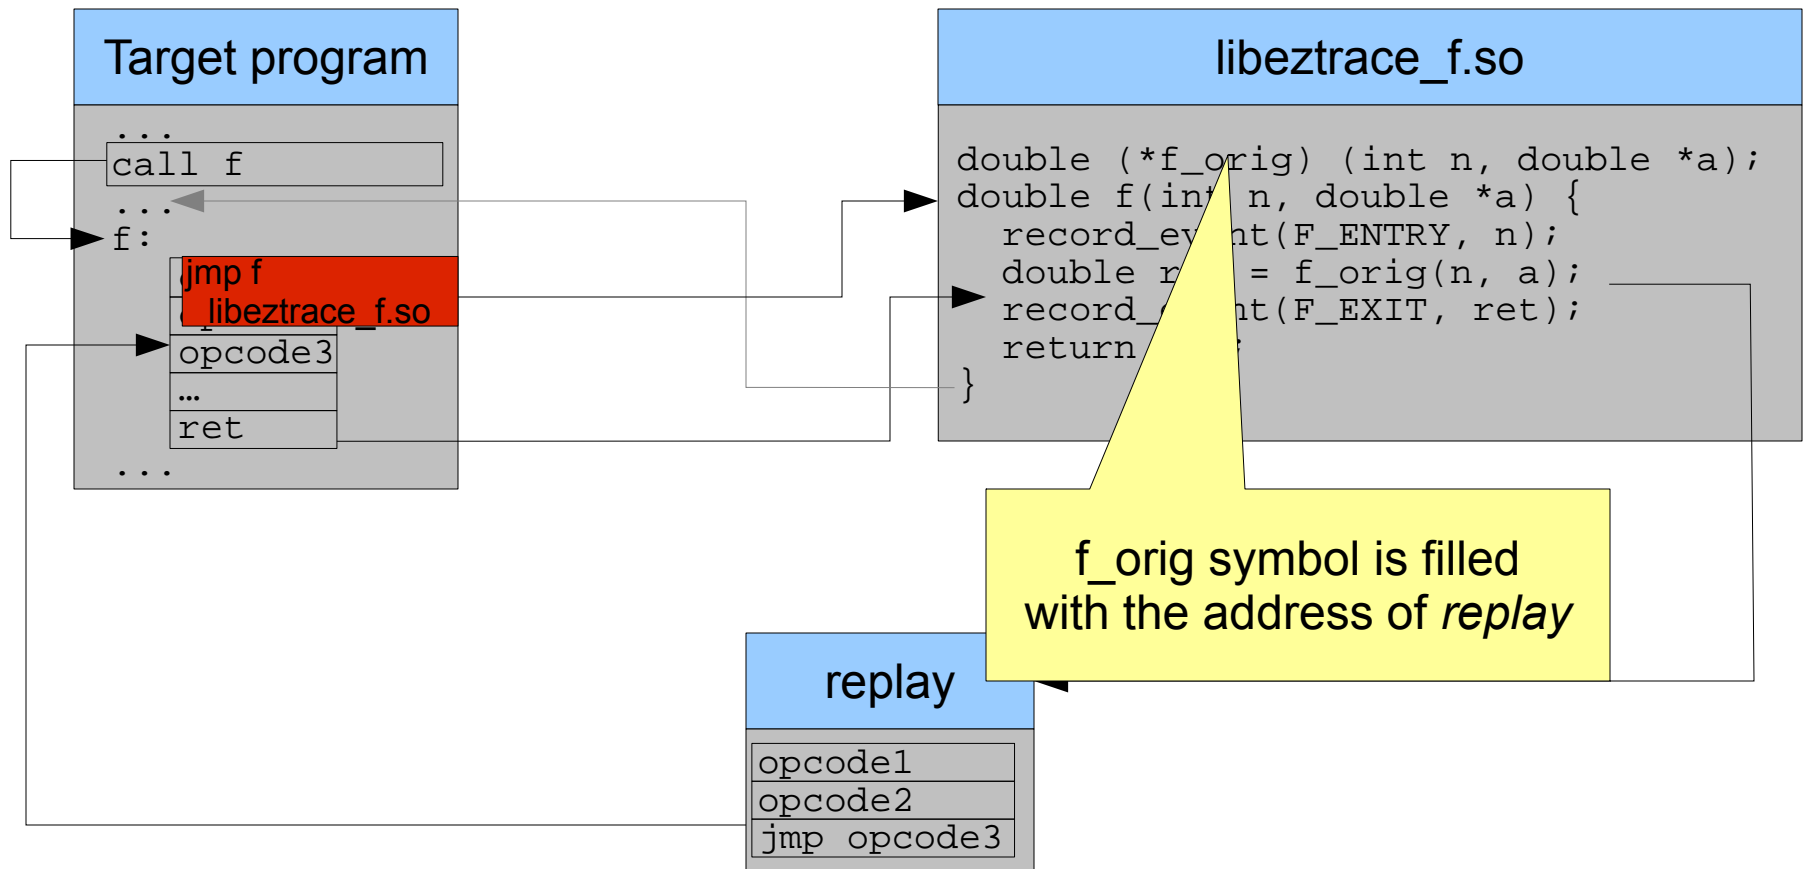 Target program
...
call f
...
f:
jmp f
libeztrace_f.so
opcode3
…
ret
...
libeztrace_f.so
double (*f_orig) (int n, double *a);
double f(int n, double *a) {
record_event(F_ENTRY, n);
double = f_orig(n, a);
record_event(F_EXIT, ret);
return
}
f_orig symbol is filled
with the address of replay
replay
opcode1
opcode2
jmp opcode3